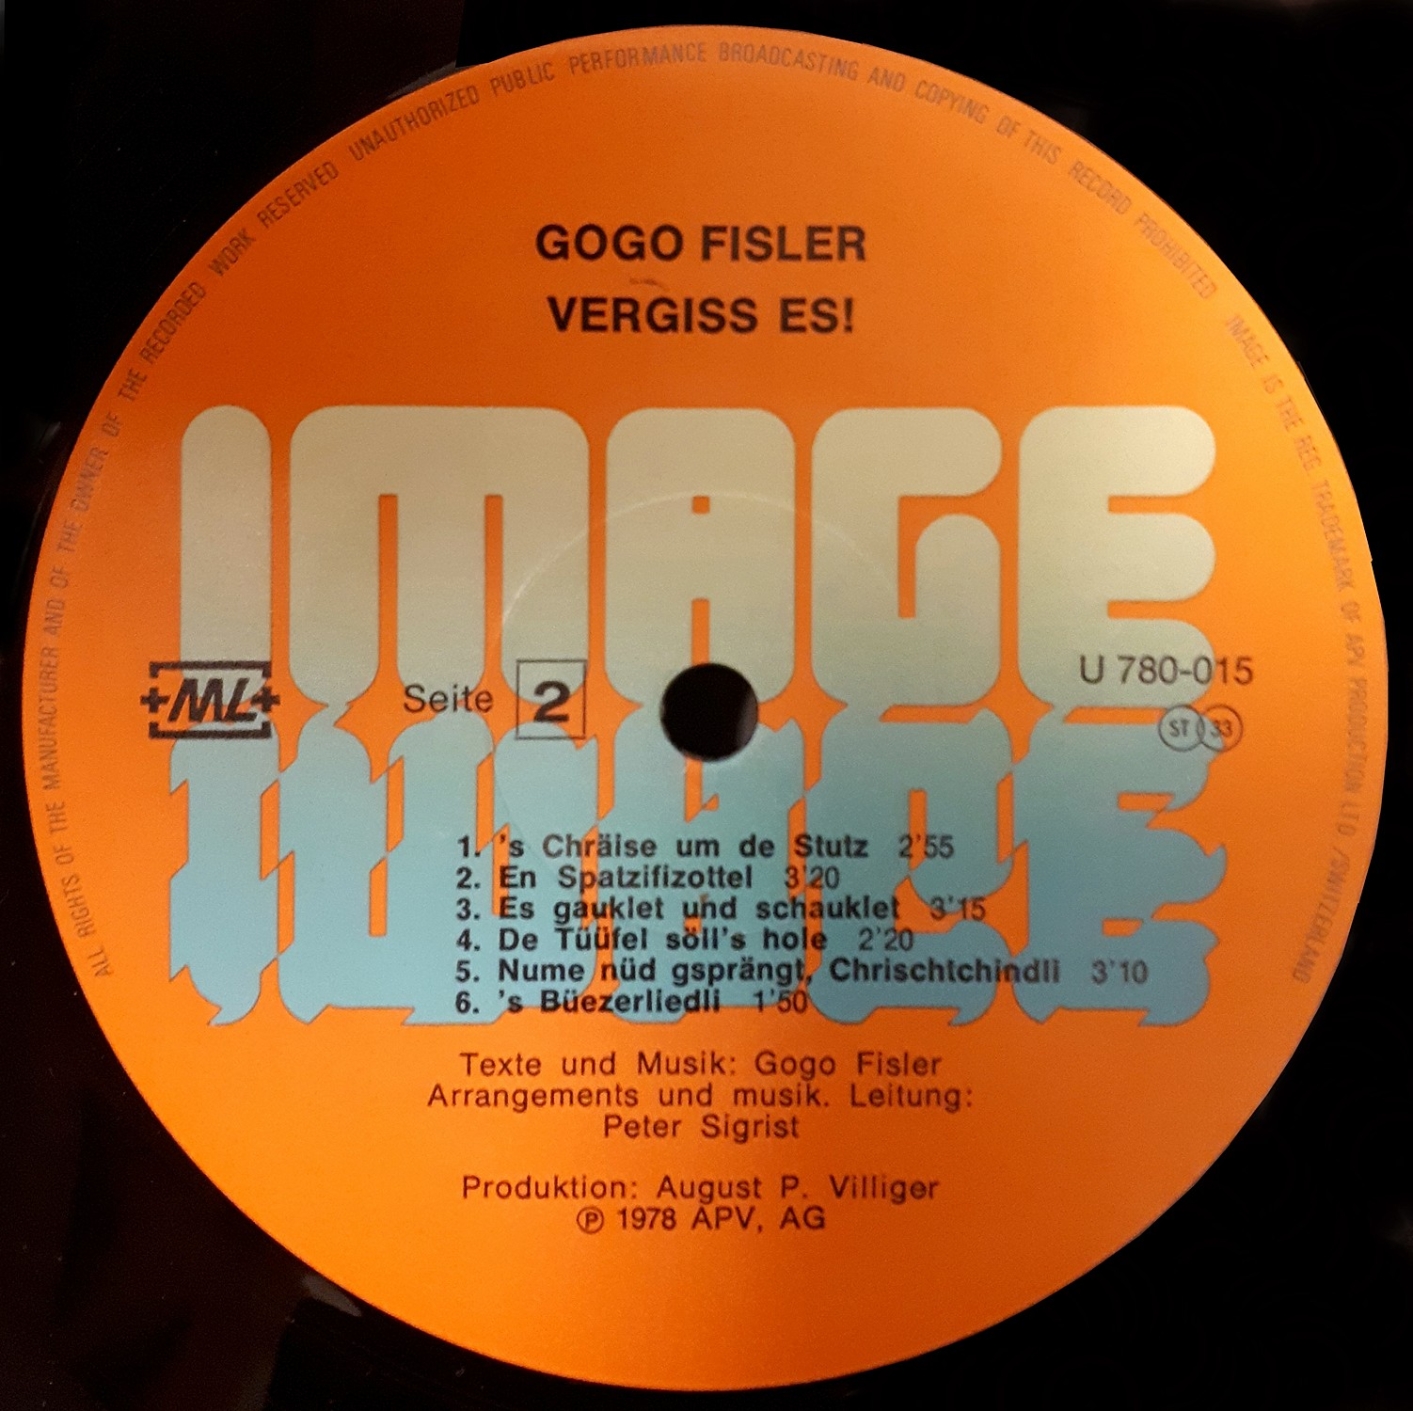 ALL RIGHTS OF THE MANUFACTURER AND OF THE OWNER OF THE RECORDED WORK RESERVED UNAUTHORIZED PUBLIC PERFORMANCE BROADCASTING AND COPYING OF THIS RECORD PROHIBITED IMAGE IS THE REG. TRADEMARK OF APV PRODUCTION LTD /SWITZERLAND
GOGO FISLER
VERGISS ES!
IMAGE
+ML+
Seite 2
U 780-015
ST 33
1. 's Chräise um de Stutz 2'55
2. En Spatzifizottel 3'20
3. Es gauklet und schauklet 3'15
4. De Tüüfel söll's hole 2'20
5. Nume nüd gsprängt, Chrischtchindli 3'10
6. 's Büezerliedli 1'50
Texte und Musik: Gogo Fisler
Arrangements und musik. Leitung:
Peter Sigrist
Produktion: August P. Villiger
℗ 1978 APV, AG